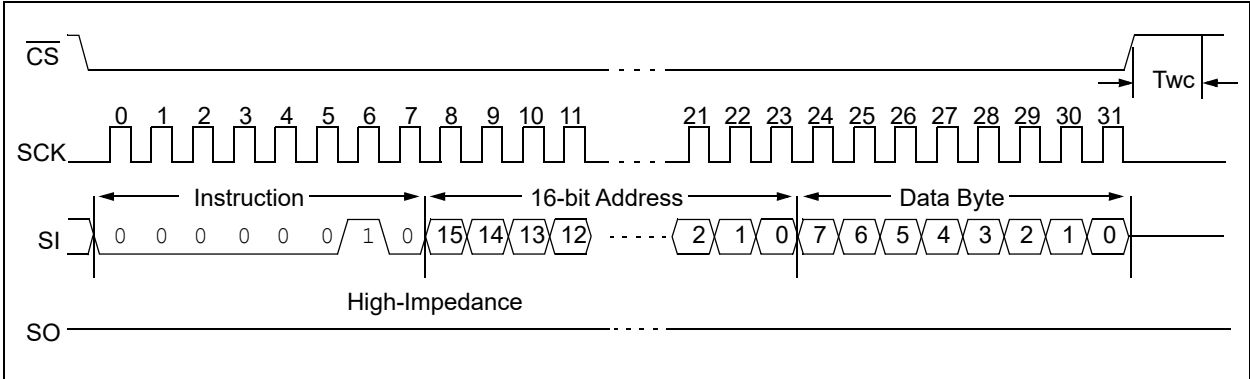 CS
Twc
0 1 2 3 4 5 6 7 8 9 10 11 21 22 23 24 25 26 27 28 29 30 31
SCK
Instruction 16-bit Address Data Byte
SI 0 0 0 0 0 0 1 0 15 14 13 12 2 1 0 7 6 5 4 3 2 1 0
High-Impedance
SO